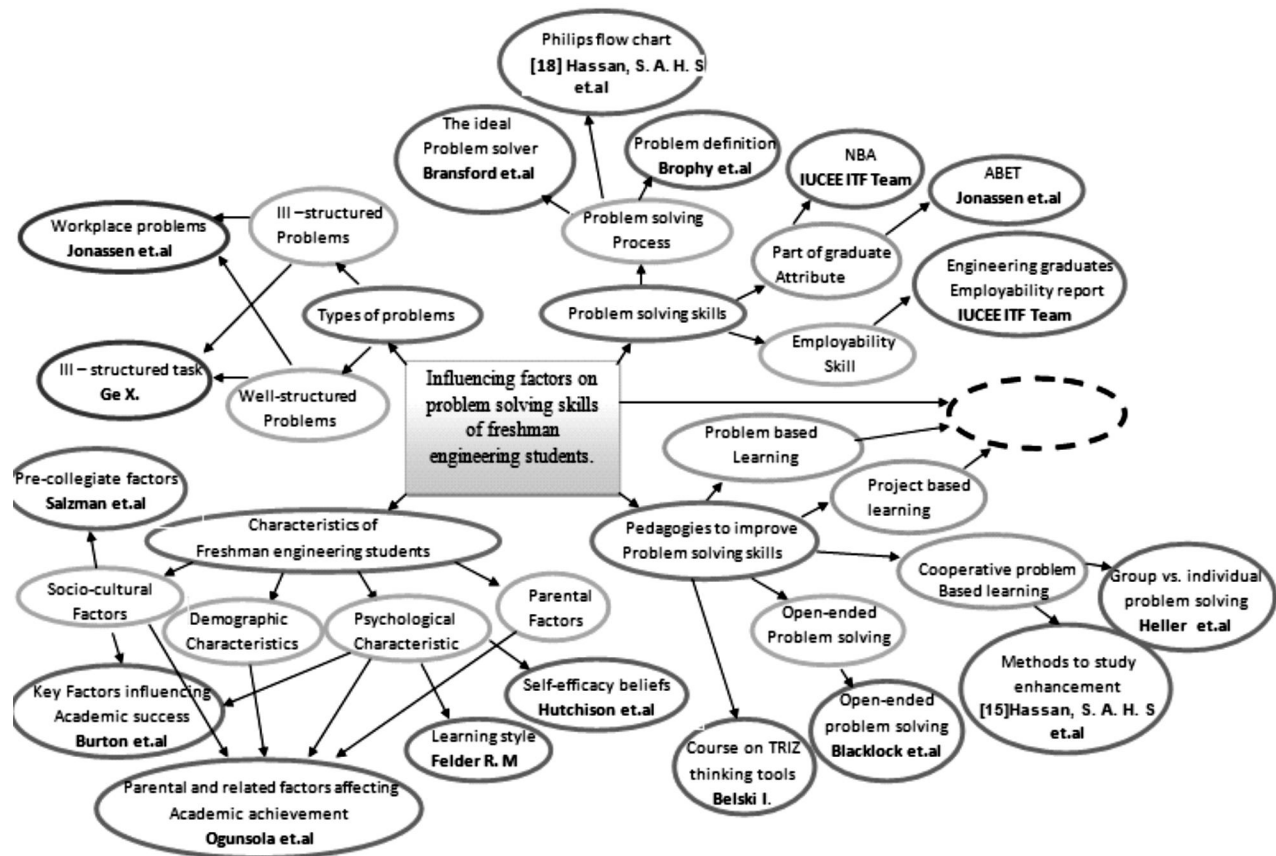 Philips flow chart
[18] Hassan, S. A. H. S
et.al
The ideal
Problem solver
Bransford et.al
Problem definition
Brophy et.al
NBA
IUCEE ITF Team
ABET
Jonassen et.al
Workplace problems
Jonassen et.al
III –structured
Problems
Problem solving
Process
Part of graduate
Attribute
Engineering graduates
Employability report
IUCEE ITF Team
Types of problems
Problem solving skills
Employability
Skill
III – structured task
Ge X.
Well-structured
Problems
Influencing factors on
problem solving skills
of freshman
engineering students.
Problem based
Learning
Project based
learning
Pre-collegiate factors
Salzman et.al
Characteristics of
Freshman engineering students
Pedagogies to improve
Problem solving skills
Socio-cultural
Factors
Demographic
Characteristics
Psychological
Characteristic
Parental
Factors
Open-ended
Problem solving
Cooperative problem
Based learning
Group vs. individual
problem solving
Heller et.al
Key Factors influencing
Academic success
Burton et.al
Self-efficacy beliefs
Hutchison et.al
Learning style
Felder R. M
Methods to study
enhancement
[15]Hassan, S. A. H. S
et.al
Open-ended
problem solving
Blacklock et.al
Course on TRIZ
thinking tools
Belski I.
Parental and related factors affecting
Academic achievement
Ogunsola et.al